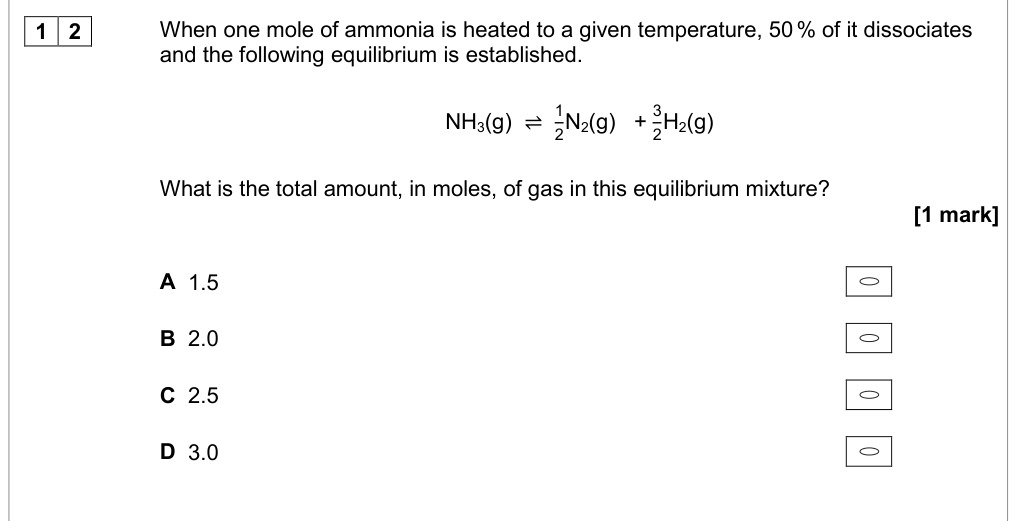 1 2 When one mole of ammonia is heated to a given temperature, 50 % of it dissociates
and the following equilibrium is established.
NH₃(g) ⇌ ½N₂(g) + 3/2H₂(g)
What is the total amount, in moles, of gas in this equilibrium mixture?
[1 mark]
A 1.5
B 2.0
C 2.5
D 3.0